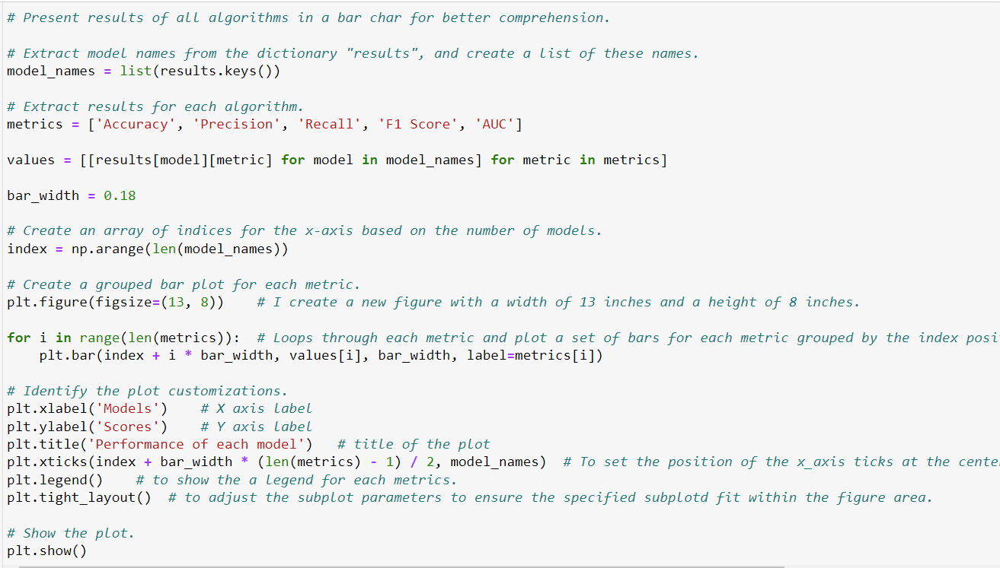 # Present results of all algorithms in a bar char for better comprehension.
# Extract model names from the dictionary "results", and create a list of these names.
model_names = list(results.keys())
# Extract results for each algorithm.
metrics = ['Accuracy', 'Precision', 'Recall', 'F1 Score', 'AUC']
values = [[results[model][metric] for model in model_names] for metric in metrics]
bar_width = 0.18
# Create an array of indices for the x-axis based on the number of models.
index = np.arange(len(model_names))
# Create a grouped bar plot for each metric.
plt.figure(figsize=(13, 8))    # I create a new figure with a width of 13 inches and a height of 8 inches.
for i in range(len(metrics)):  # Loops through each metric and plot a set of bars for each metric grouped by the index posi
    plt.bar(index + i * bar_width, values[i], bar_width, label=metrics[i])
# Identify the plot customizations.
plt.xlabel('Models')    # X axis label
plt.ylabel('Scores')    # Y axis label
plt.title('Performance of each model')   # title of the plot
plt.xticks(index + bar_width * (len(metrics) - 1) / 2, model_names)  # To set the position of the x_axis ticks at the cente
plt.legend()    # to show the a legend for each metrics.
plt.tight_layout()  # to adjust the subplot parameters to ensure the specified subplotd fit within the figure area.
# Show the plot.
plt.show()